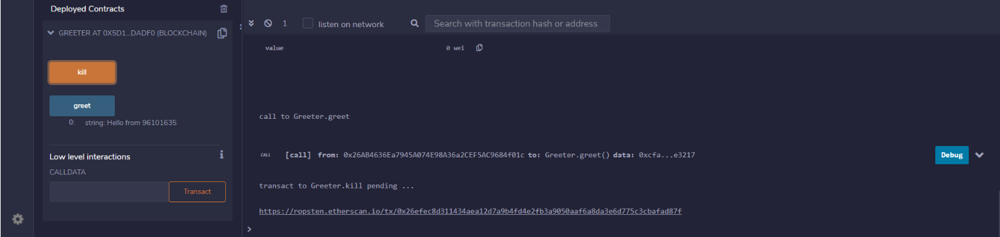 Deployed Contracts
GREETER AT 0X5D1...DADF0 (BLOCKCHAIN)
kill
greet
0: string: Hello from 96101635
Low level interactions
i
CALLDATA
Transact
1 listen on network Search with transaction hash or address
value 0 wei
call to Greeter.greet
CALL [call] from: 0x26AB4636Ea7945A074E98A36a2CEF5AC9684f01c to: Greeter.greet() data: 0xcfa...e3217
Debug
transact to Greeter.kill pending ...
https://ropsten.etherscan.io/tx/0x26efec8d311434aea12d7a9b4fd4e2fb3a9050aaf6a8da3e6d775c3cbafad87f
>